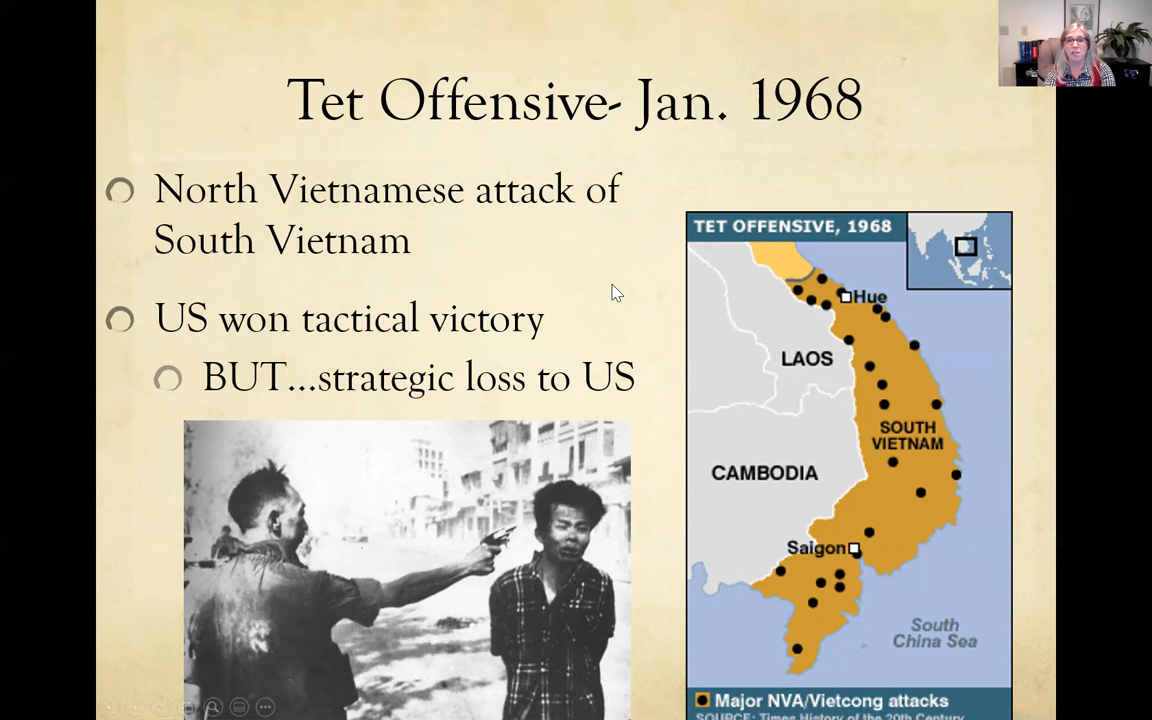 Tet Offensive- Jan. 1968
North Vietnamese attack of
South Vietnam
US won tactical victory
BUT...strategic loss to US
TET OFFENSIVE, 1968
Hue
LAOS
SOUTH
VIETNAM
CAMBODIA
Saigon
South
China Sea
Major NVA/Vietcong attacks
SOURCE: Times History of the 20th Century